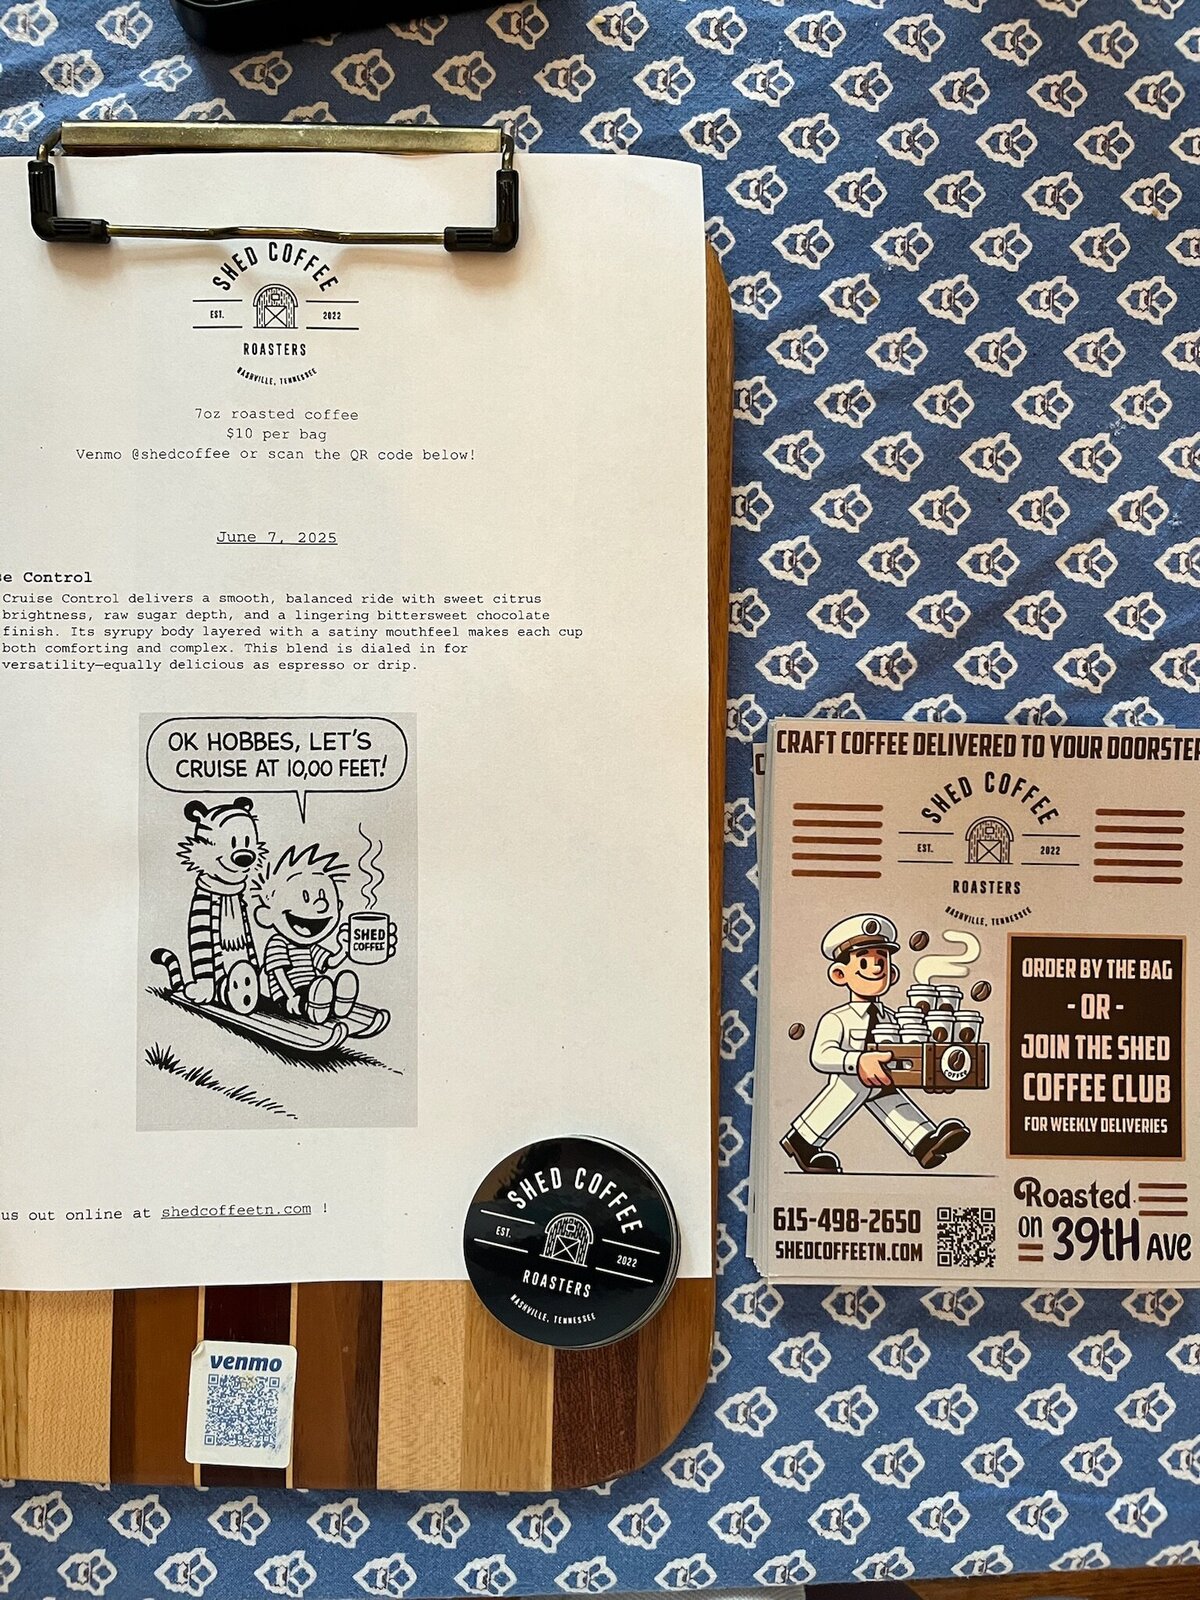 SHED COFFEE
EST. 2022
ROASTERS
NASHVILLE, TENNESSEE
7oz roasted coffee
$10 per bag
Venmo @shedcoffee or scan the QR code below!
June 7, 2025
se Control
Cruise Control delivers a smooth, balanced ride with sweet citrus
brightness, raw sugar depth, and a lingering bittersweet chocolate
finish. Its syrupy body layered with a satiny mouthfeel makes each cup
both comforting and complex. This blend is dialed in for
versatility—equally delicious as espresso or drip.
OK HOBBES, LET'S
CRUISE AT 10,00 FEET!
SHED
COFFEE
us out online at shedcoffeetn.com !
SHED COFFEE
EST. 2022
ROASTERS
NASHVILLE, TENNESSEE
venmo
CRAFT COFFEE DELIVERED TO YOUR DOORSTEP
SHED COFFEE
EST. 2022
ROASTERS
NASHVILLE, TENNESSEE
ORDER BY THE BAG
- OR -
JOIN THE SHED
COFFEE CLUB
FOR WEEKLY DELIVERIES
COFFEE
615-498-2650
SHEDCOFFEETN.COM
Roasted
on 39tH AVE